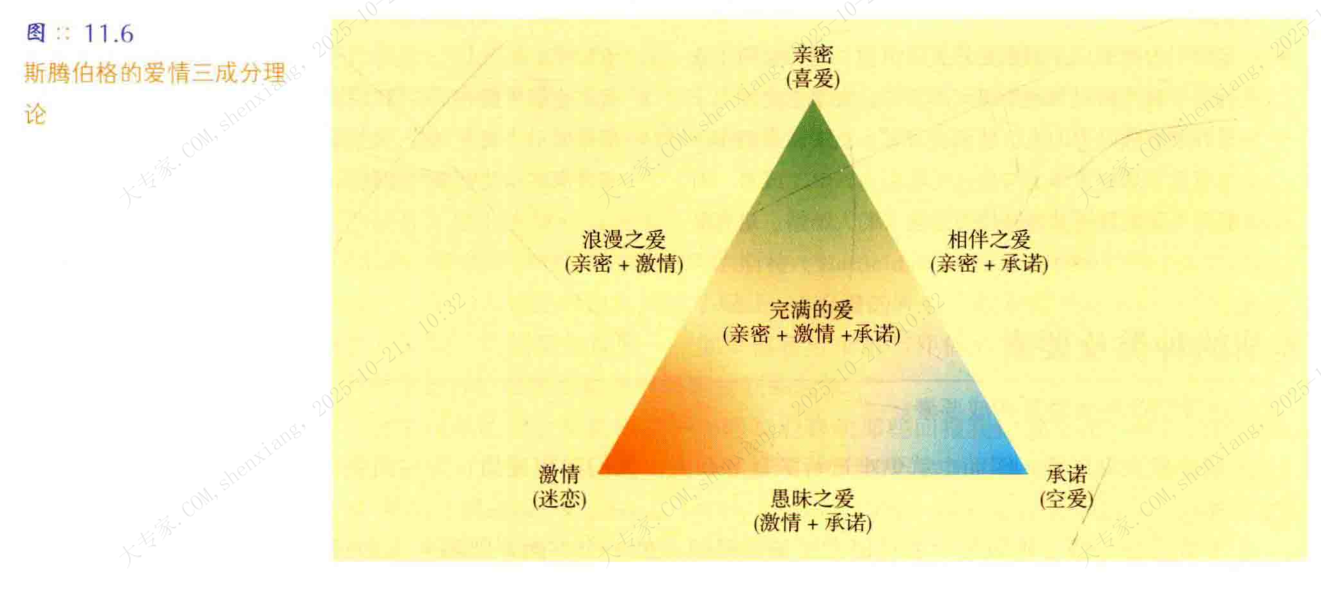 图 :: 11.6
斯腾伯格的爱情三成分理
论
亲密
(喜爱)
浪漫之爱
(亲密 + 激情)
相伴之爱
(亲密 + 承诺)
完满的爱
(亲密 + 激情 +承诺)
激情
(迷恋)
愚昧之爱
(激情 + 承诺)
承诺
(空爱)
大专家.COM, shenxiang, 2025-10-21, 10:32